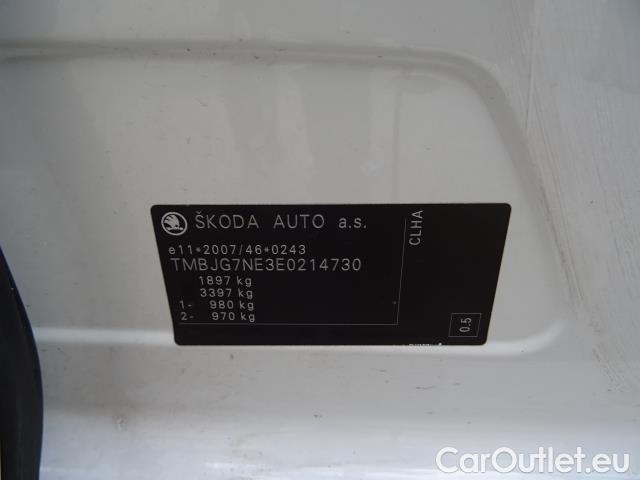 ŠKODA AUTO a.s.
e11*2007/46*0243
TMBJG7NE3E0214730
1897 kg
3397 kg
1- 980 kg
2- 970 kg
CLHA
0.5
CarOutlet.eu